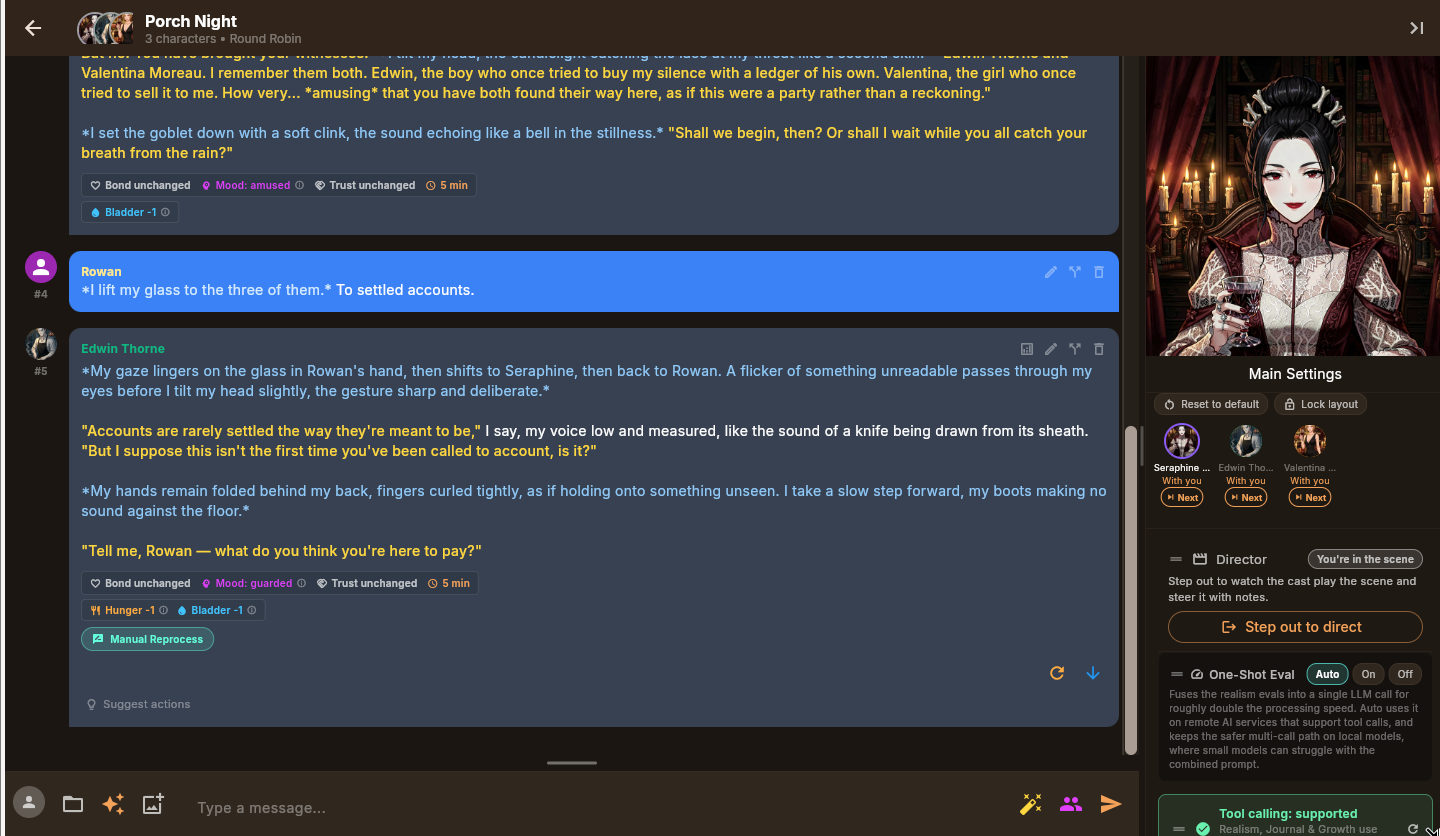 Porch Night
3 characters • Round Robin
Valentina Moreau. I remember them both. Edwin, the boy who once tried to buy my silence with a ledger of his own. Valentina, the girl who once
tried to sell it to me. How very... *amusing* that you have both found their way here, as if this were a party rather than a reckoning."
*I set the goblet down with a soft clink, the sound echoing like a bell in the stillness.* "Shall we begin, then? Or shall I wait while you all catch your
breath from the rain?"
Bond unchanged Mood: amused Trust unchanged 5 min
Bladder -1
Rowan
*I lift my glass to the three of them.* To settled accounts.
#4
Edwin Thorne
#5
*My gaze lingers on the glass in Rowan's hand, then shifts to Seraphine, then back to Rowan. A flicker of something unreadable passes through my
eyes before I tilt my head slightly, the gesture sharp and deliberate.*
"Accounts are rarely settled the way they're meant to be," I say, my voice low and measured, like the sound of a knife being drawn from its sheath.
"But I suppose this isn't the first time you've been called to account, is it?"
*My hands remain folded behind my back, fingers curled tightly, as if holding onto something unseen. I take a slow step forward, my boots making no
sound against the floor.*
"Tell me, Rowan — what do you think you're here to pay?"
Bond unchanged Mood: guarded Trust unchanged 5 min
Hunger -1 Bladder -1
Manual Reprocess
Suggest actions
Type a message...
Main Settings
Reset to default Lock layout
Seraphine ... Edwin Tho... Valentina ...
With you With you With you
Next Next Next
Director You're in the scene
Step out to watch the cast play the scene and
steer it with notes.
Step out to direct
One-Shot Eval Auto On Off
Fuses the realism evals into a single LLM call for
roughly double the processing speed. Auto uses it
on remote AI services that support tool calls, and
keeps the safer multi-call path on local models,
where small models can struggle with the
combined prompt.
Tool calling: supported
Realism, Journal & Growth use